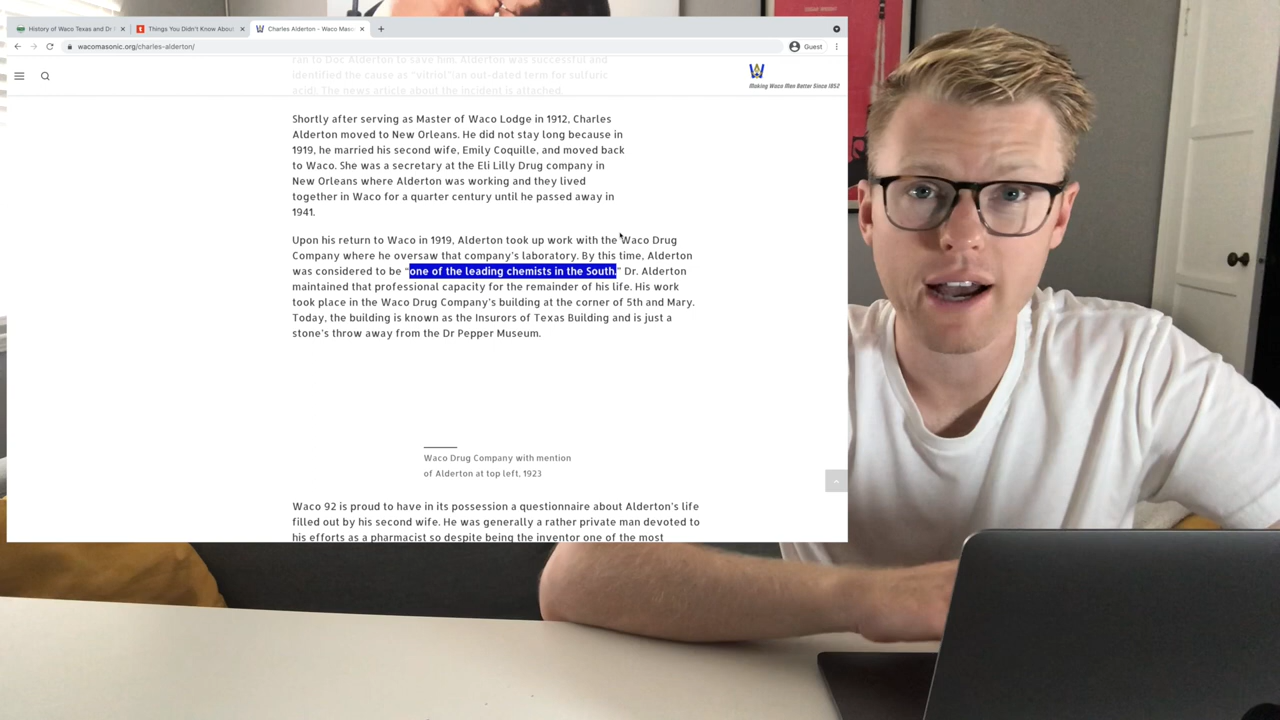 History of Waco Texas and Dr
Things You Didn't Know About
Charles Alderton - Waco Maso
wacomasonic.org/charles-alderton/
Guest
ran to Doc Alderton to save him. Alderton was successful and
identified the cause as "vitriol"(an out-dated term for sulfuric
acid). The news article about the incident is attached.
Making Waco Men Better Since 1852
Shortly after serving as Master of Waco Lodge in 1912, Charles
Alderton moved to New Orleans. He did not stay long because in
1919, he married his second wife, Emily Coquille, and moved back
to Waco. She was a secretary at the Eli Lilly Drug company in
New Orleans where Alderton was working and they lived
together in Waco for a quarter century until he passed away in
1941.
Upon his return to Waco in 1919, Alderton took up work with the Waco Drug
Company where he oversaw that company's laboratory. By this time, Alderton
was considered to be "one of the leading chemists in the South." Dr. Alderton
maintained that professional capacity for the remainder of his life. His work
took place in the Waco Drug Company's building at the corner of 5th and Mary.
Today, the building is known as the Insurors of Texas Building and is just a
stone's throw away from the Dr Pepper Museum.
Waco Drug Company with mention
of Alderton at top left, 1923
Waco 92 is proud to have in its possession a questionnaire about Alderton's life
filled out by his second wife. He was generally a rather private man devoted to
his efforts as a pharmacist so despite being the inventor one of the most